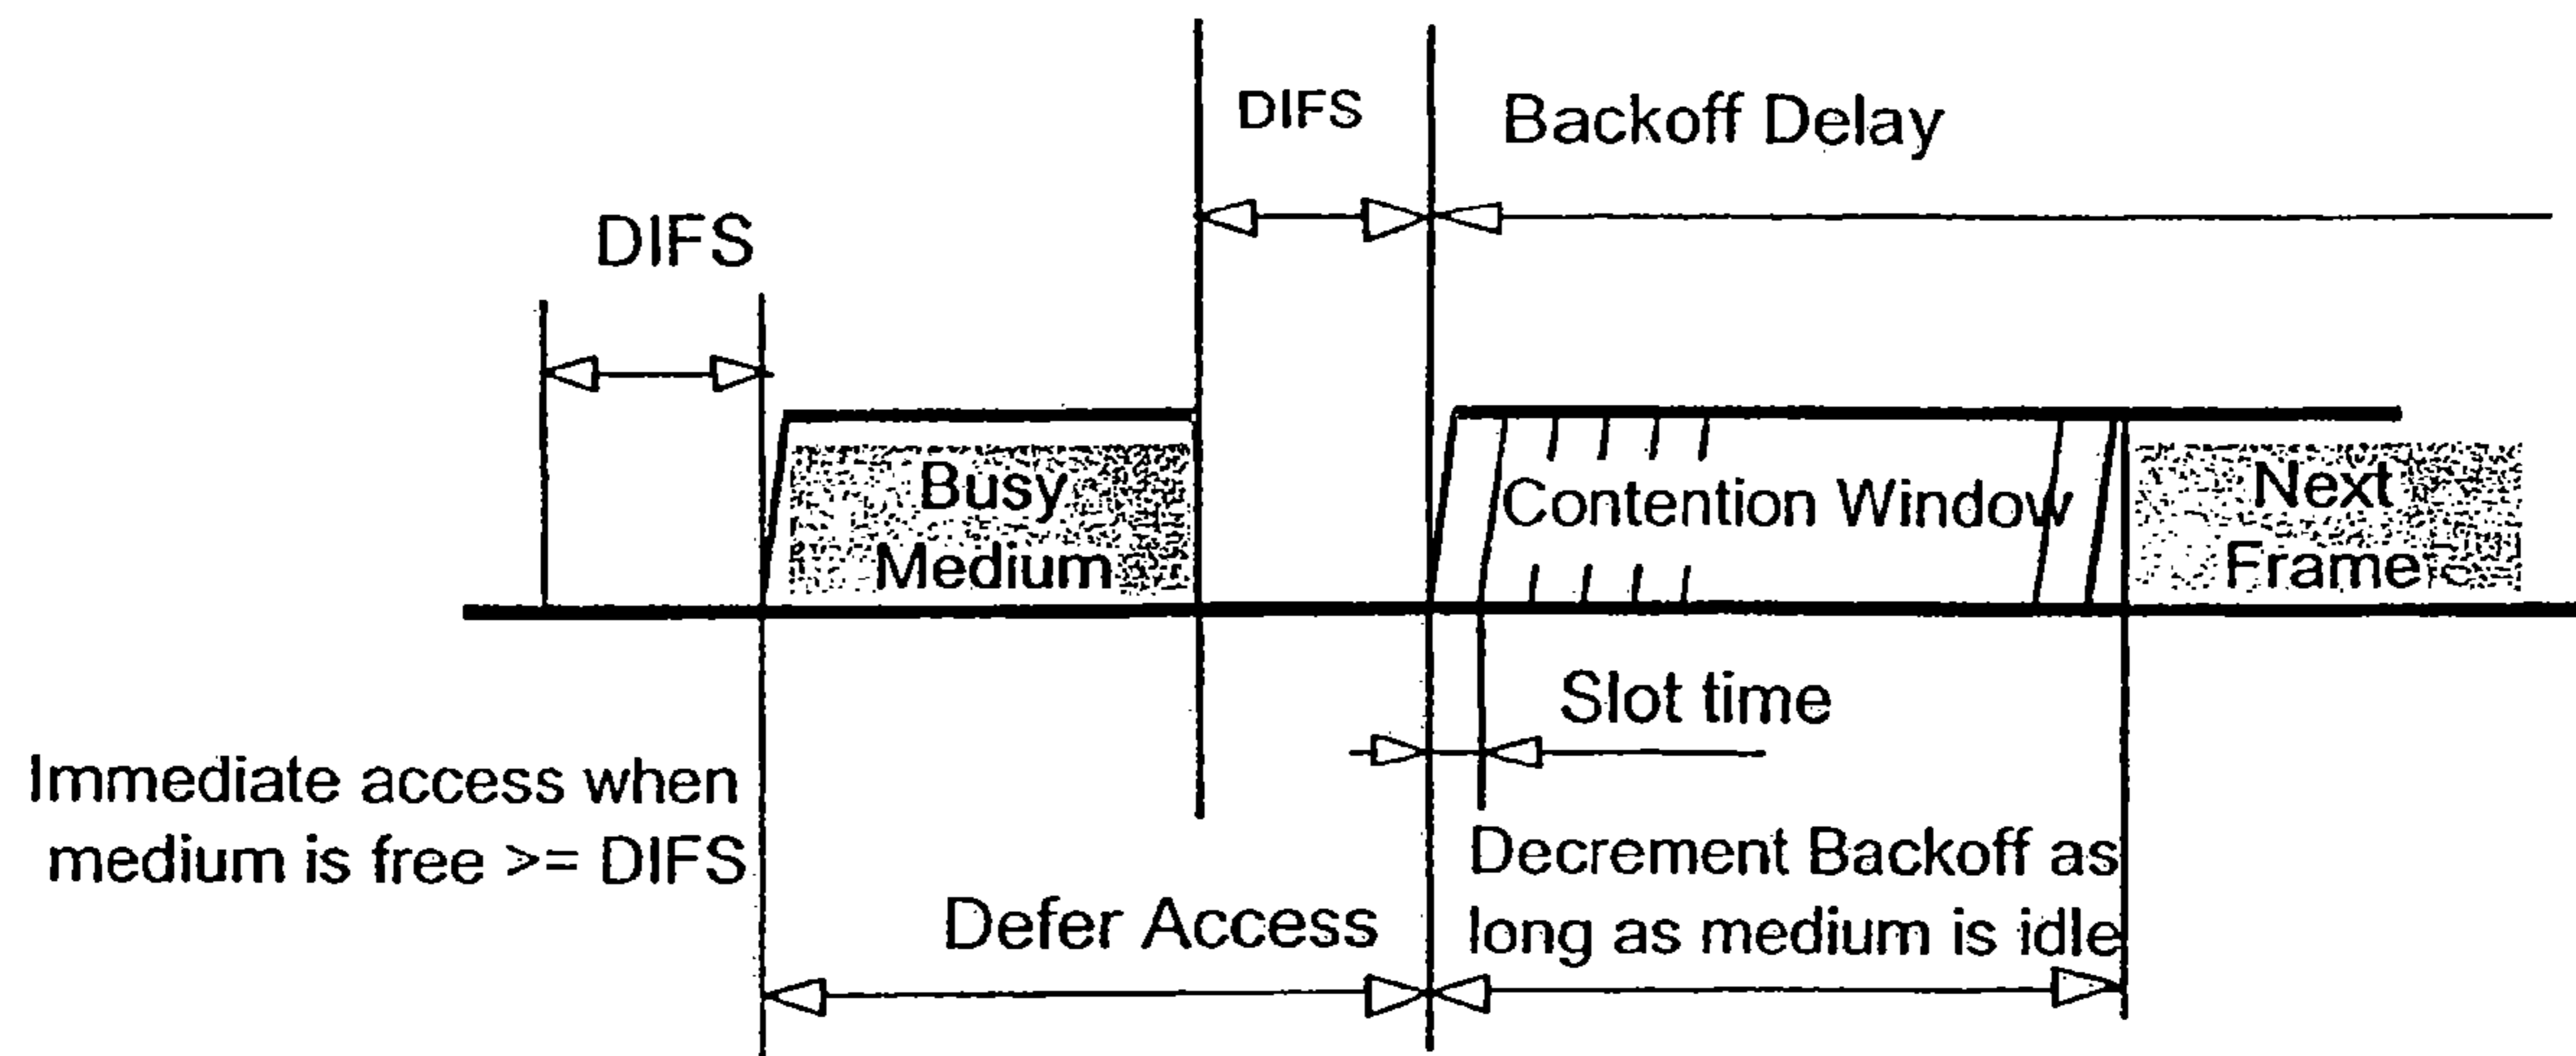 DIFS
Backoff Delay
DIFS
Busy
Medium
Contention Window
Next
Frame
Slot time
Immediate access when
medium is free >= DIFS
Decrement Backoff as
long as medium is idle
Defer Access